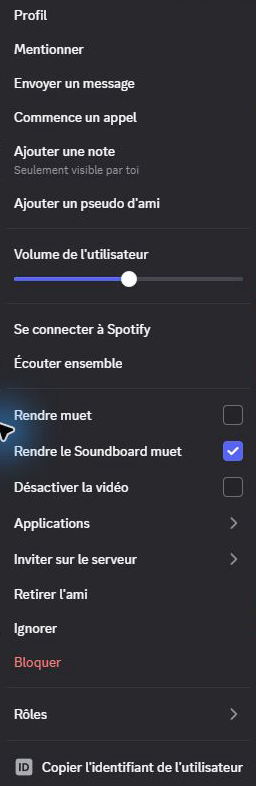 Profil
Mentionner
Envoyer un message
Commence un appel
Ajouter une note
Seulement visible par toi
Ajouter un pseudo d'ami
Volume de l'utilisateur
Se connecter à Spotify
Écouter ensemble
Rendre muet
Rendre le Soundboard muet
Désactiver la vidéo
Applications
Inviter sur le serveur
Retirer l'ami
Ignorer
Bloquer
Rôles
ID Copier l'identifiant de l'utilisateur